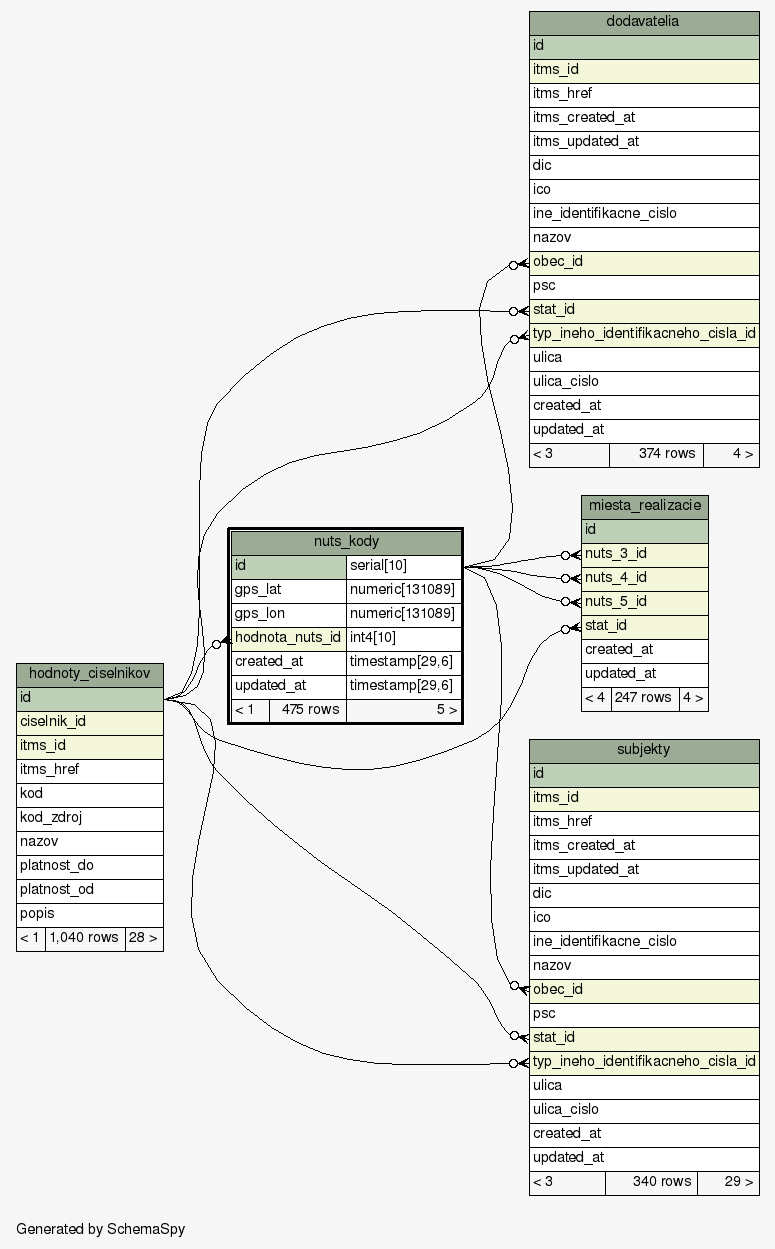 dodavatelia
id
itms_id
itms_href
itms_created_at
itms_updated_at
dic
ico
ine_identifikacne_cislo
nazov
obec_id
psc
stat_id
typ_ineho_identifikacneho_cisla_id
ulica
ulica_cislo
created_at
updated_at
< 3 374 rows 4 >
miesta_realizacie
id
nuts_3_id
nuts_4_id
nuts_5_id
stat_id
created_at
updated_at
< 4 247 rows 4 >
nuts_kody
id serial[10]
gps_lat numeric[131089]
gps_lon numeric[131089]
hodnota_nuts_id int4[10]
created_at timestamp[29,6]
updated_at timestamp[29,6]
< 1 475 rows 5 >
hodnoty_ciselnikov
id
ciselnik_id
itms_id
itms_href
kod
kod_zdroj
nazov
platnost_do
platnost_od
popis
< 1 1,040 rows 28 >
subjekty
id
itms_id
itms_href
itms_created_at
itms_updated_at
dic
ico
ine_identifikacne_cislo
nazov
obec_id
psc
stat_id
typ_ineho_identifikacneho_cisla_id
ulica
ulica_cislo
created_at
updated_at
< 3 340 rows 29 >
Generated by SchemaSpy